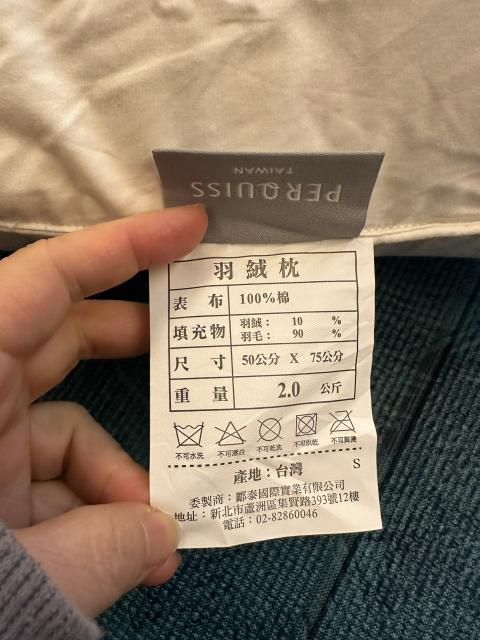 PERQUISS
TAIWAN
羽絨枕
表 布 100%棉
填充物 羽絨: 10 %
羽毛: 90 %
尺 寸 50公分 X 75公分
重 量 2.0 公斤
不可水洗 不可漂白 不可乾洗 不可烘乾 不可熨燙
產地:台灣 S
委製商:鄒泰國際實業有限公司
地址:新北市蘆洲區集賢路393號12樓
電話:02-82860046